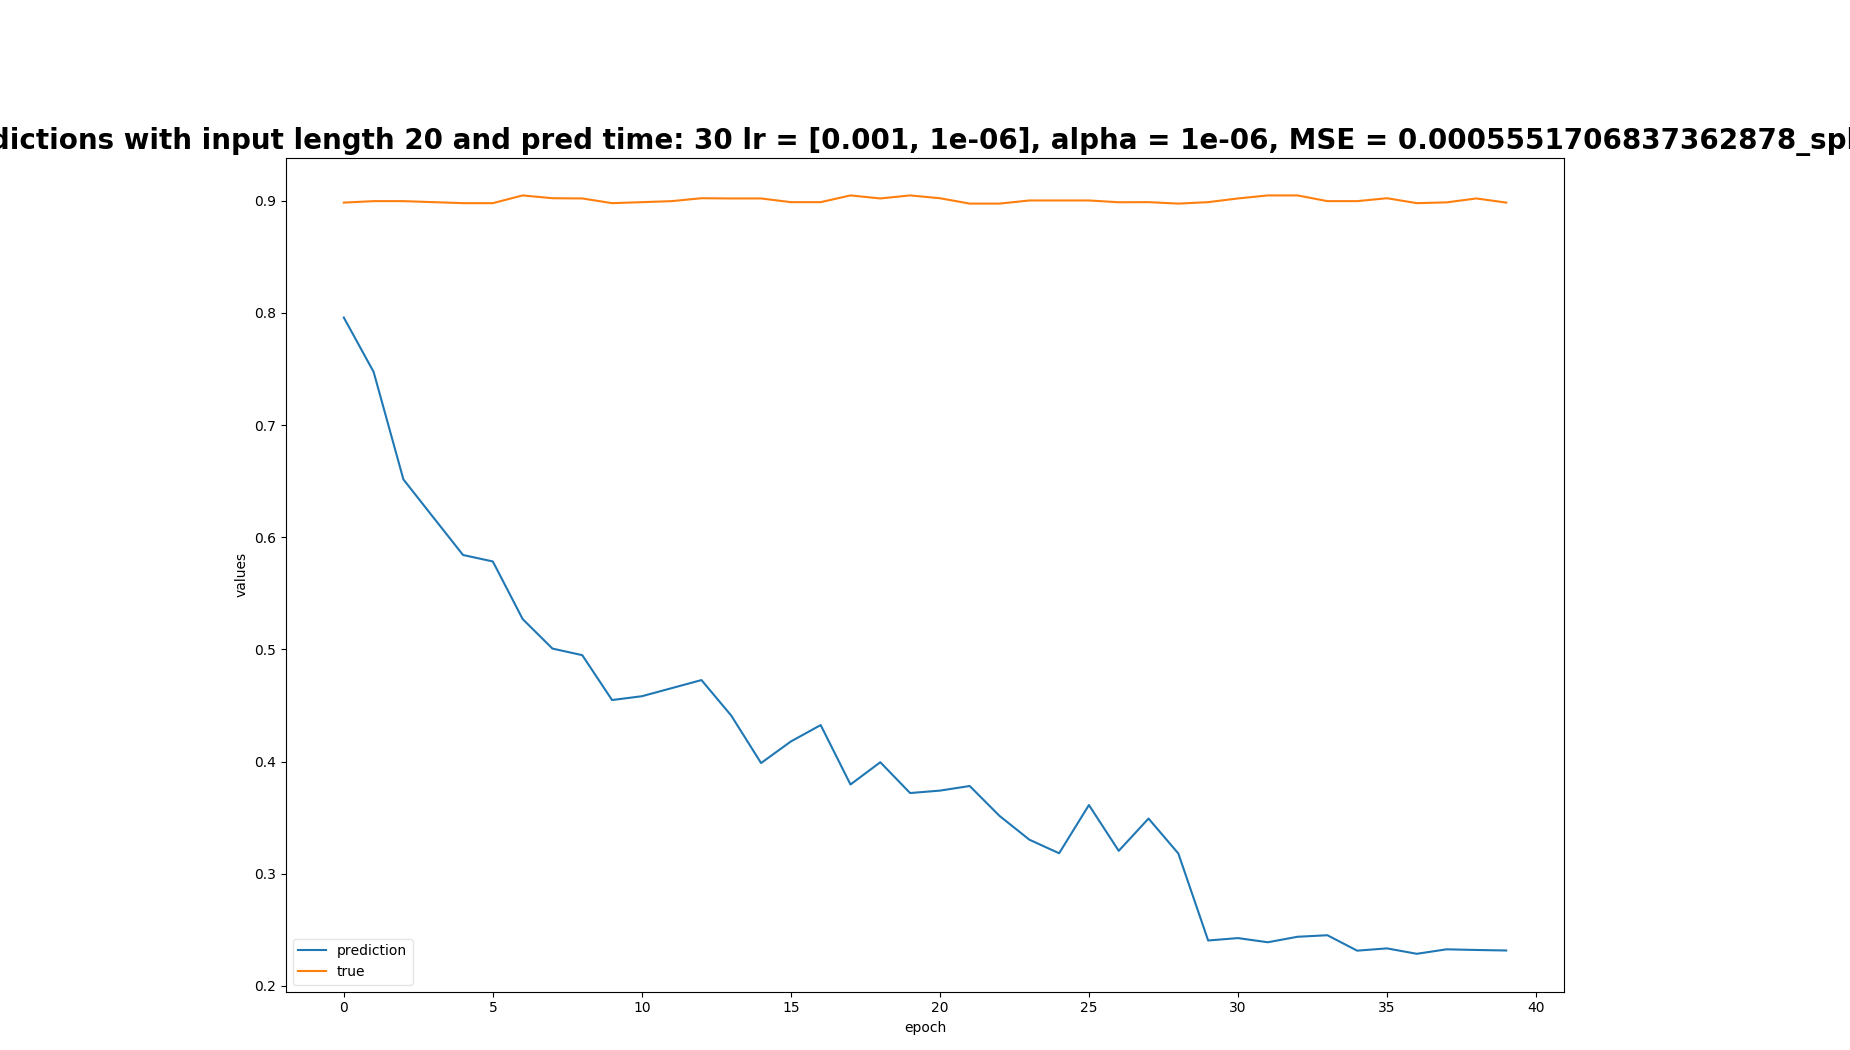 dictions with input length 20 and pred time: 30 lr = [0.001, 1e-06], alpha = 1e-06, MSE = 0.0005551706837362878_spl
0.9
0.8
0.7
0.6
0.5
0.4
0.3
0.2
values
prediction
true
0 5 10 15 20 25 30 35 40
epoch